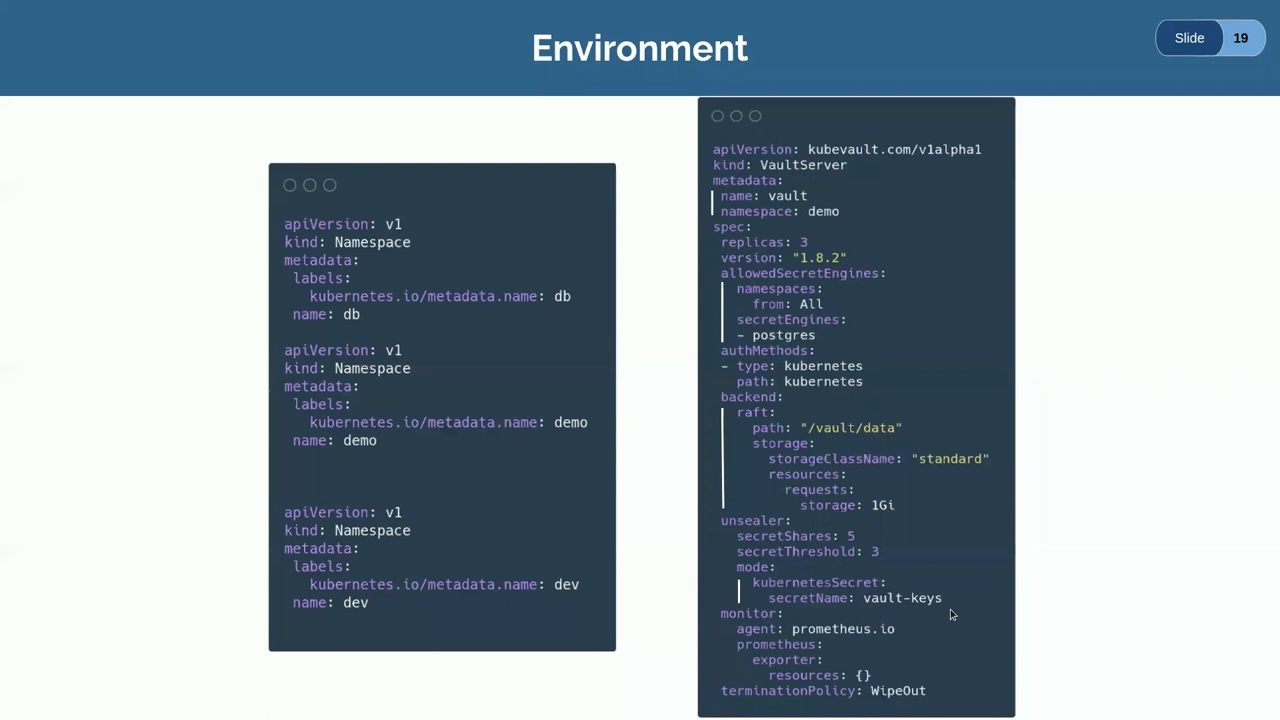 Environment
Slide 19
apiVersion: v1
kind: Namespace
metadata:
 labels:
   kubernetes.io/metadata.name: db
 name: db
apiVersion: v1
kind: Namespace
metadata:
 labels:
   kubernetes.io/metadata.name: demo
 name: demo
apiVersion: v1
kind: Namespace
metadata:
 labels:
   kubernetes.io/metadata.name: dev
 name: dev
apiVersion: kubevault.com/v1alpha1
kind: VaultServer
metadata:
 name: vault
 namespace: demo
spec:
 replicas: 3
 version: "1.8.2"
 allowedSecretEngines:
   namespaces:
     from: All
   secretEngines:
   - postgres
 authMethods:
 - type: kubernetes
   path: kubernetes
 backend:
   raft:
     path: "/vault/data"
     storage:
       storageClassName: "standard"
       resources:
         requests:
           storage: 1Gi
 unsealer:
   secretShares: 5
   secretThreshold: 3
   mode:
     kubernetesSecret:
       secretName: vault-keys
 monitor:
   agent: prometheus.io
   prometheus:
     exporter:
       resources: {}
 terminationPolicy: WipeOut